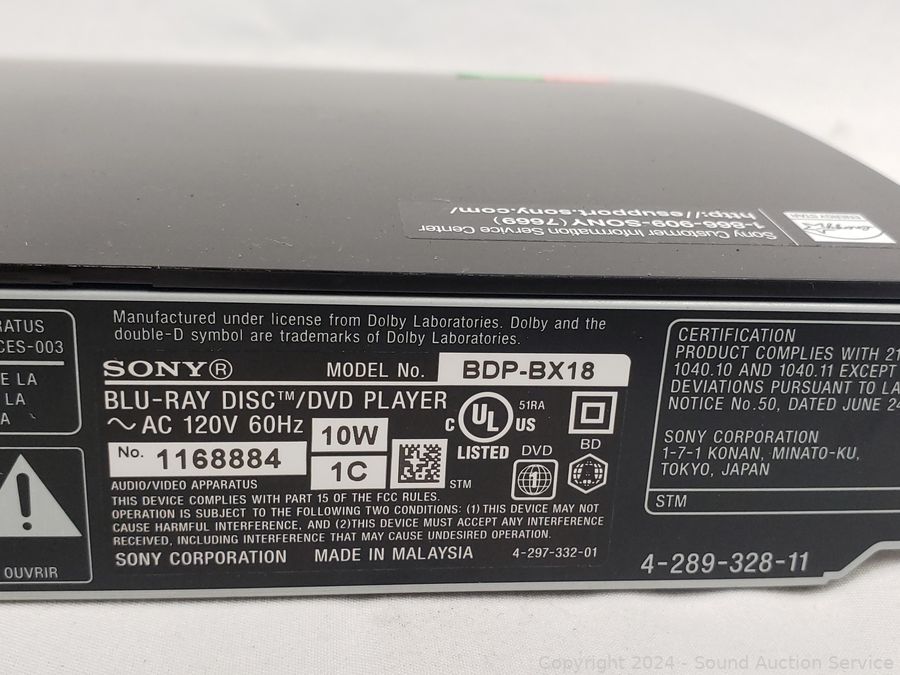 Sony Customer Information Service Center
1-866-909-SONY (7669)
http://esupport.sony.com/
ENERGY STAR
RATUS
CES-003
E LA
LA
A
OUVRIR
Manufactured under license from Dolby Laboratories. Dolby and the
double-D symbol are trademarks of Dolby Laboratories.
SONY® MODEL No. BDP-BX18
BLU-RAY DISC™/DVD PLAYER
~ AC 120V 60Hz 10W
No. 1168884 1C
STM
C UL US 51RA
LISTED
DVD
1
BD
AUDIO/VIDEO APPARATUS
THIS DEVICE COMPLIES WITH PART 15 OF THE FCC RULES.
OPERATION IS SUBJECT TO THE FOLLOWING TWO CONDITIONS: (1) THIS DEVICE MAY NOT
CAUSE HARMFUL INTERFERENCE, AND (2)THIS DEVICE MUST ACCEPT ANY INTERFERENCE
RECEIVED, INCLUDING INTERFERENCE THAT MAY CAUSE UNDESIRED OPERATION.
SONY CORPORATION MADE IN MALAYSIA 4-297-332-01
CERTIFICATION
PRODUCT COMPLIES WITH 21
1040.10 AND 1040.11 EXCEPT
DEVIATIONS PURSUANT TO LA
NOTICE No.50, DATED JUNE 24
SONY CORPORATION
1-7-1 KONAN, MINATO-KU,
TOKYO, JAPAN
STM
4-289-328-11
Copyright 2024 - Sound Auction Service